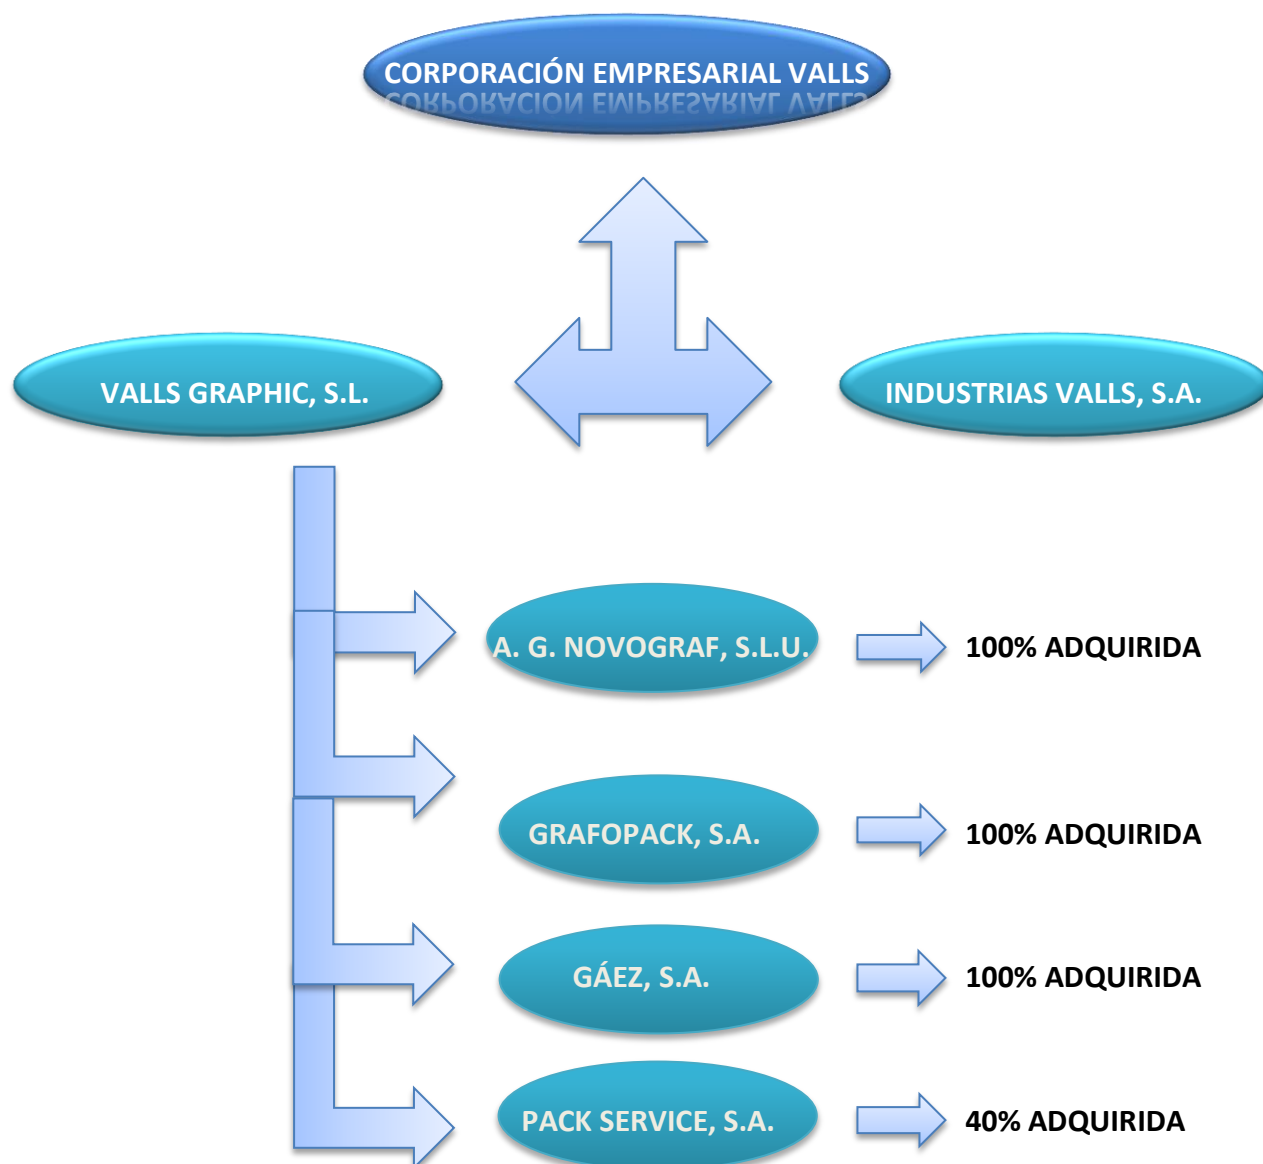 CORPORACIÓN EMPRESARIAL VALLS
VALLS GRAPHIC, S.L.
INDUSTRIAS VALLS, S.A.
A. G. NOVOGRAF, S.L.U.
100% ADQUIRIDA
GRAFOPACK, S.A.
100% ADQUIRIDA
GÁEZ, S.A.
100% ADQUIRIDA
PACK SERVICE, S.A.
40% ADQUIRIDA